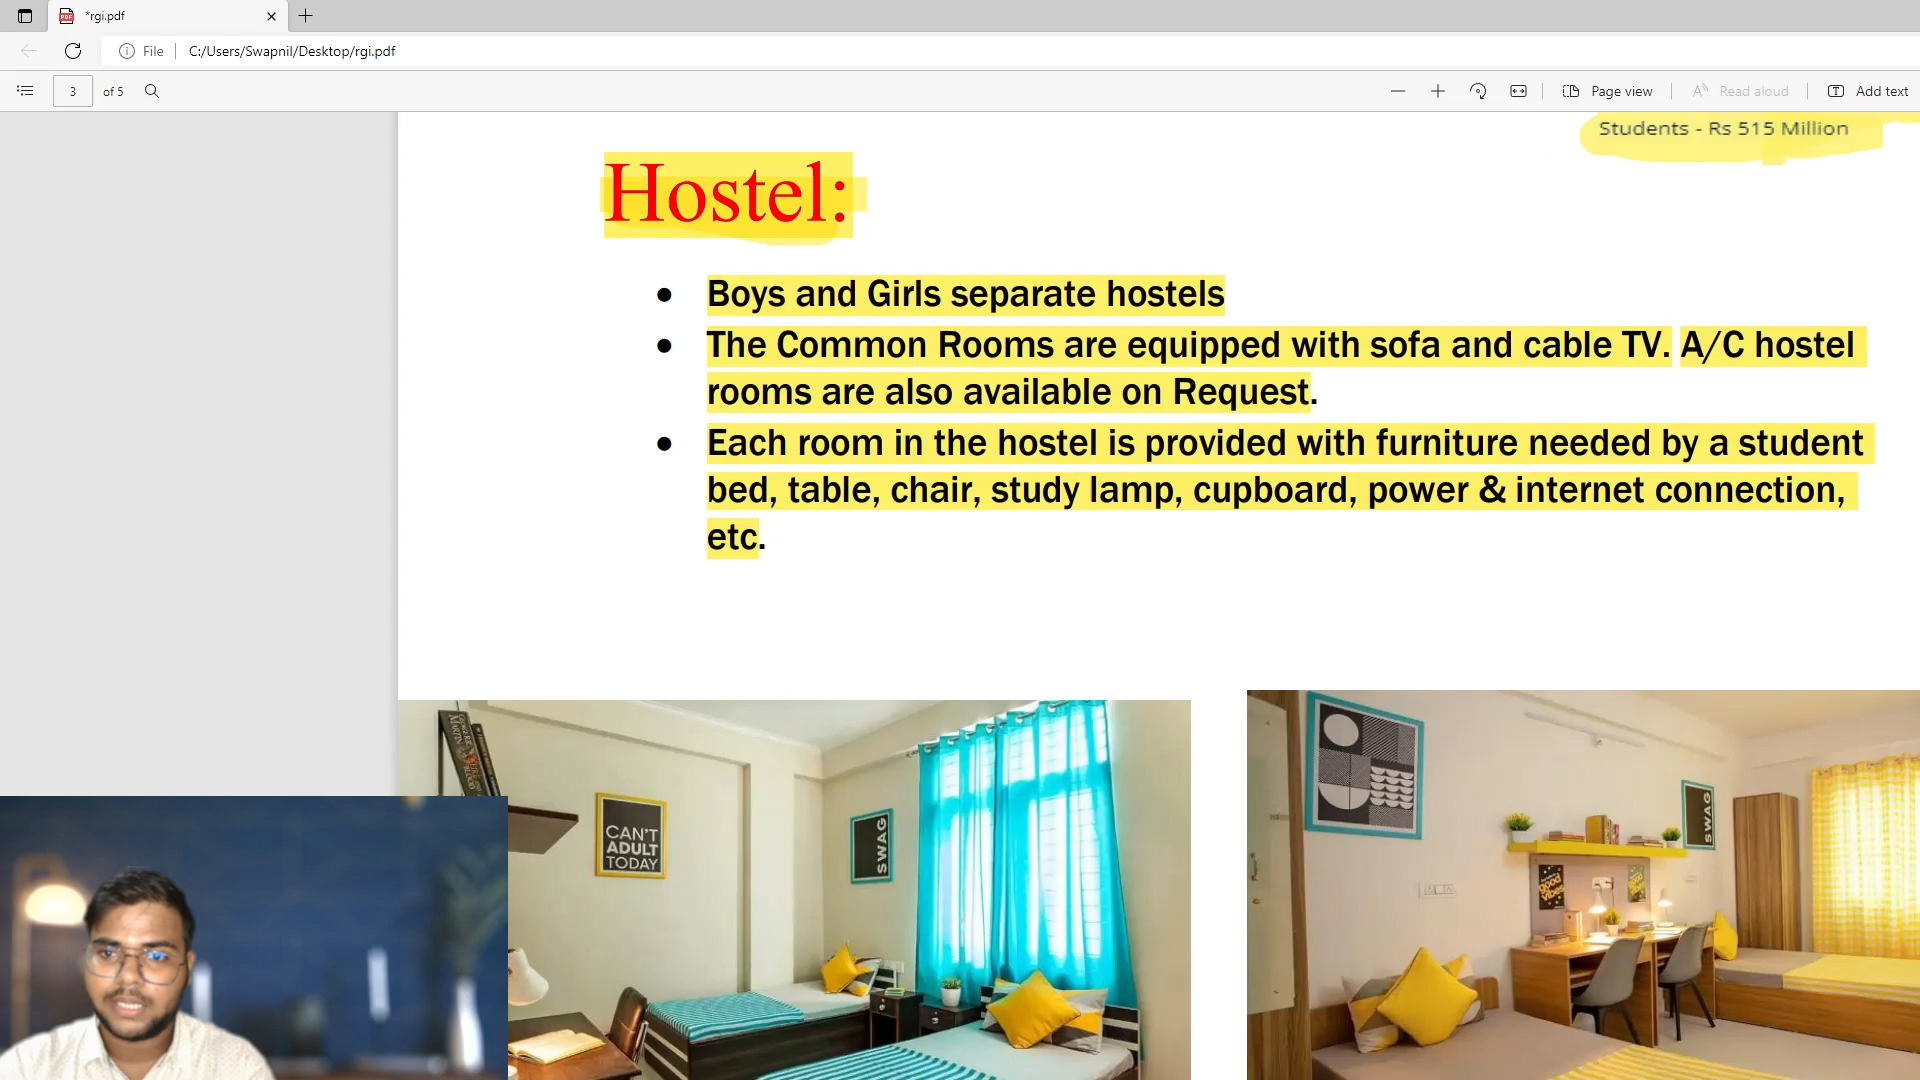 *rgi.pdf
File
C:/Users/Swapnil/Desktop/rgi.pdf
3 of 5
Page view
Read aloud
Add text
Students - Rs 515 Million
Hostel:
● Boys and Girls separate hostels
● The Common Rooms are equipped with sofa and cable TV. A/C hostel
rooms are also available on Request.
● Each room in the hostel is provided with furniture needed by a student
bed, table, chair, study lamp, cupboard, power & internet connection,
etc.
CAN'T
ADULT
TODAY
SWAG
SWAG
good
vibes